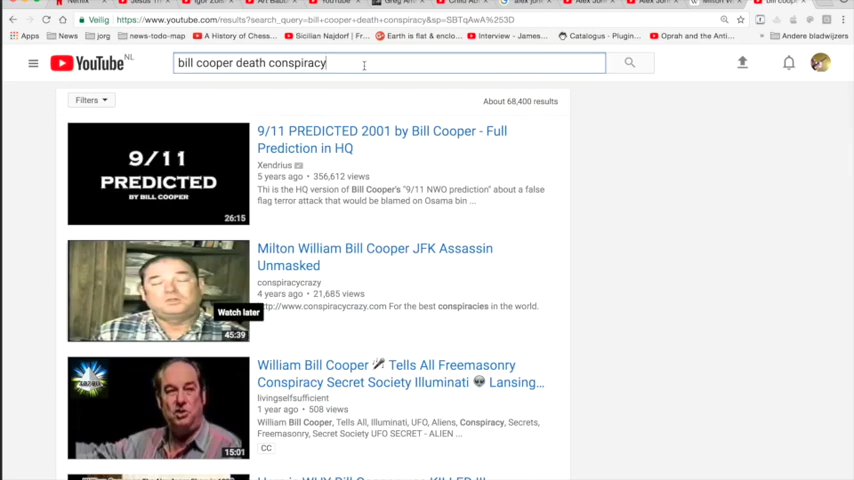 Netflix
YouTube
Veilig https://www.youtube.com/results?search_query=bill+cooper+death+conspiracy&sp=SBTqAwA%253D
Apps News jorg news-todo-map A History of Chess... Sicilian Najdorf |... Earth is flat & enclo... Interview - James... Catalogus - Plugin... Oprah and the Anti... Andere bladwijzers
YouTube NL
bill cooper death conspiracy
Filters
About 68,400 results
9/11
PREDICTED
BY BILL COOPER
26:15
9/11 PREDICTED 2001 by Bill Cooper - Full
Prediction in HQ
Xendrius
5 years ago • 356,612 views
Thi is the HQ version of Bill Cooper's "9/11 NWO prediction" about a false
flag terror attack that would be blamed on Osama bin ...
Watch later
45:39
Milton William Bill Cooper JFK Assassin
Unmasked
conspiracycrazy
4 years ago • 21,685 views
http://www.conspiracycrazy.com For the best conspiracies in the world.
15:01
William Bill Cooper 🎤 Tells All Freemasonry
Conspiracy Secret Society Illuminati 👽 Lansing...
livingselfsufficient
1 year ago • 508 views
William Bill Cooper, Tells All, Illuminati, UFO, Aliens, Conspiracy, Secrets,
Freemasonry, Secret Society UFO SECRET - ALIEN ...
CC